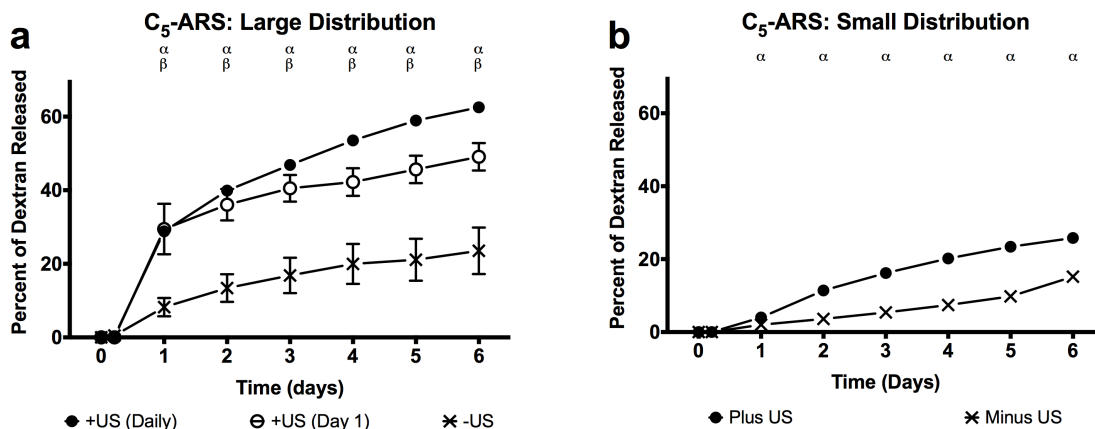 a
C5-ARS: Large Distribution
α α α α α α
β β β β β β
Percent of Dextran Released
60
40
20
0
0 1 2 3 4 5 6
Time (days)
+US (Daily) +US (Day 1) -US
b
C5-ARS: Small Distribution
α α α α α α
Percent of Dextran Released
60
40
20
0
0 1 2 3 4 5 6
Time (Days)
Plus US Minus US